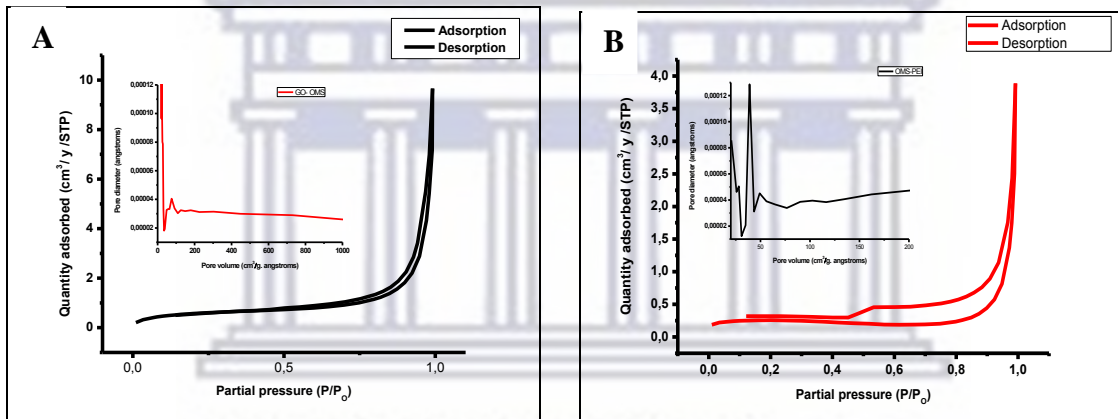 A
Adsorption
Desorption
Quantity adsorbed (cm³/ y /STP)
10
8
6
4
2
0
0,0
0,5
1,0
Partial pressure (P/P₀)
GO- OMS
Pore diameter (angstroms)
0,00012
0,00010
0,00008
0,00006
0,00004
0,00002
0
200
400
600
800
1000
Pore volume (cm³/g. angstroms)
B
Adsorption
Desorption
Quantity adsorbed (cm³/ y /STP)
4,0
3,5
3,0
2,5
2,0
1,5
1,0
0,5
0,0
0,0
0,2
0,4
0,6
0,8
1,0
Partial pressure (P/P₀)
OMS-PEI
Pore diameter (angstroms)
0,00012
0,00010
0,00008
0,00006
0,00004
0,00002
50
100
150
200
Pore volume (cm³/g. angstroms)